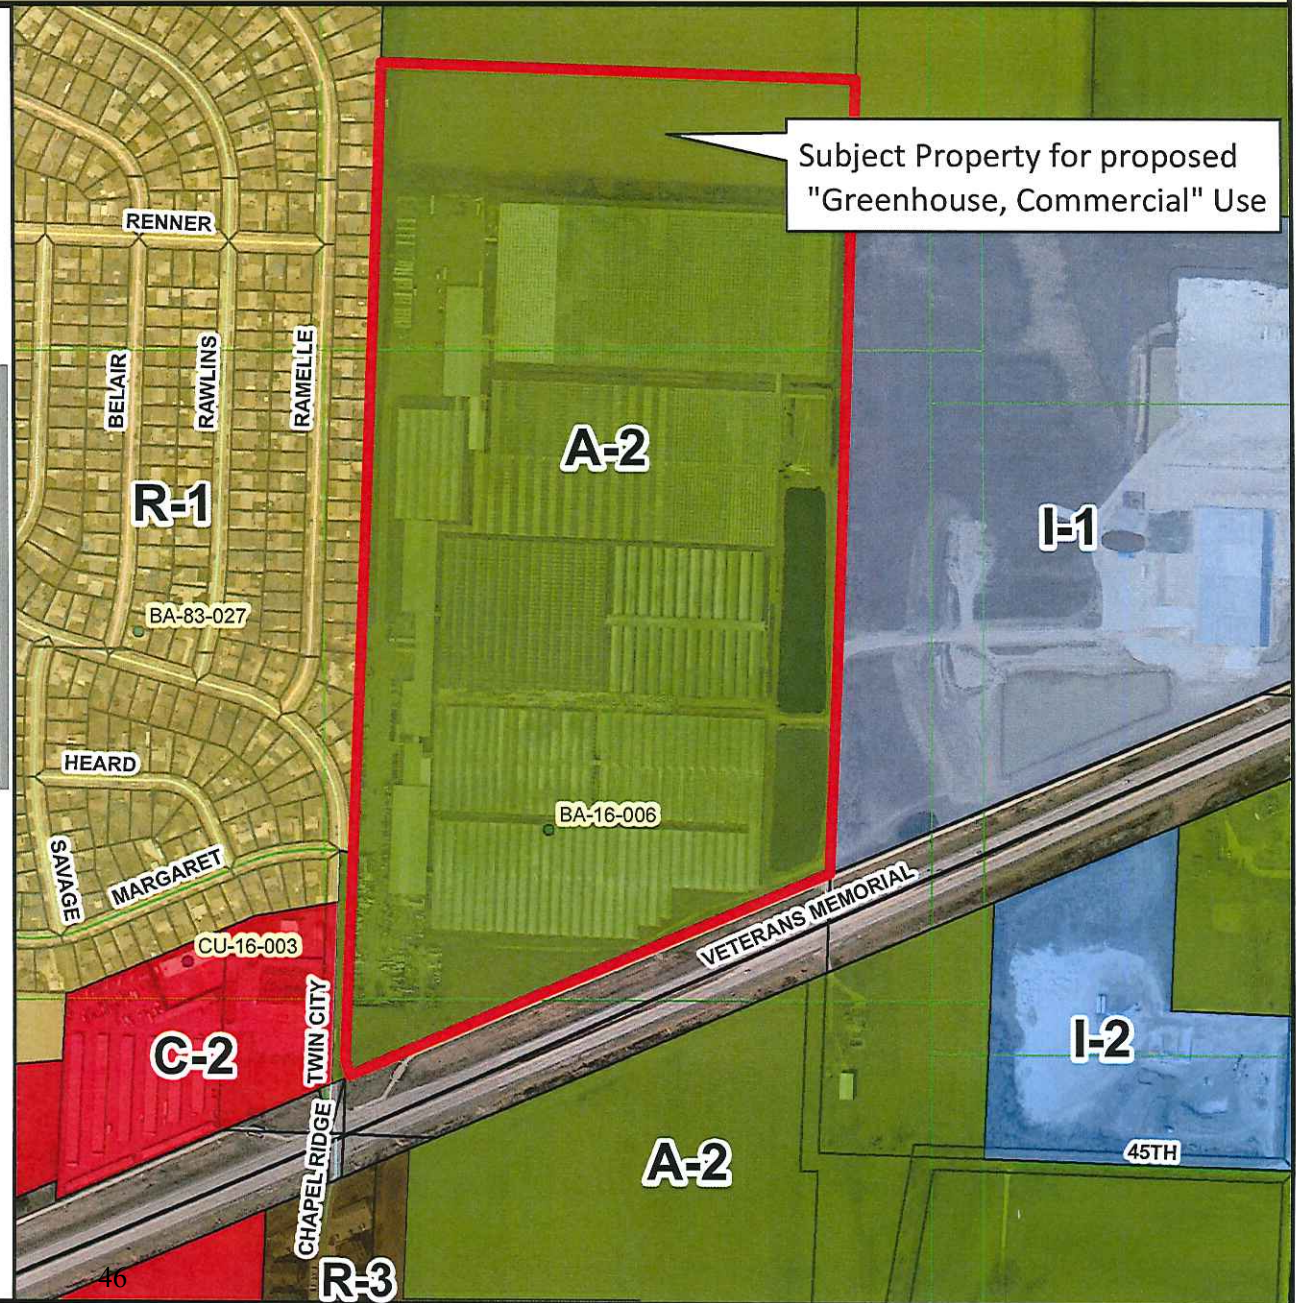 Subject Property for proposed
"Greenhouse, Commercial" Use
RENNER
BELAIR
RAWLINS
RAMELLE
A-2
R-1
I-1
BA-83-027
HEARD
BA-16-006
SAVAGE
MARGARET
VETERANS MEMORIAL
CU-16-003
C-2
TWIN CITY
I-2
CHAPEL RIDGE
A-2
45TH
R-3
46